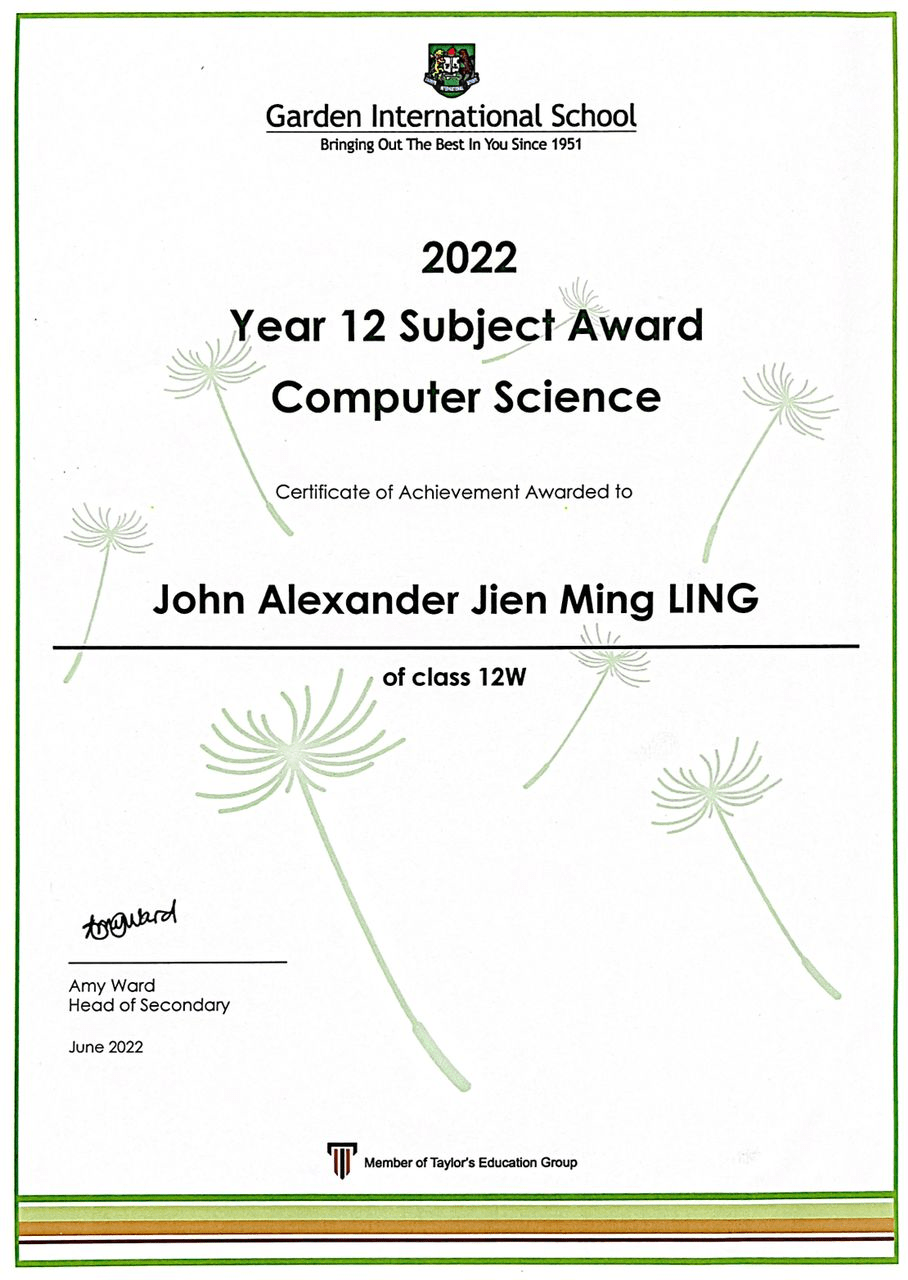 Garden International School
Bringing Out The Best In You Since 1951
2022
Year 12 Subject Award
Computer Science
Certificate of Achievement Awarded to
John Alexander Jien Ming LING
of class 12W
AmyWard
Amy Ward
Head of Secondary
June 2022
Member of Taylor's Education Group